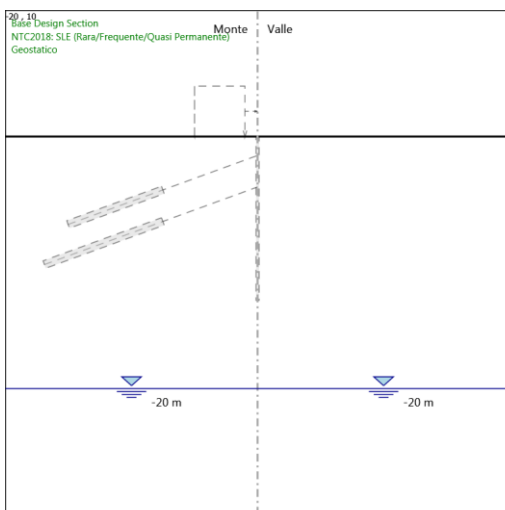 -20 , 10
Base Design Section
NTC2018: SLE (Rara/Frequente/Quasi Permanente)
Geostatico
Monte
Valle
-20 m
-20 m